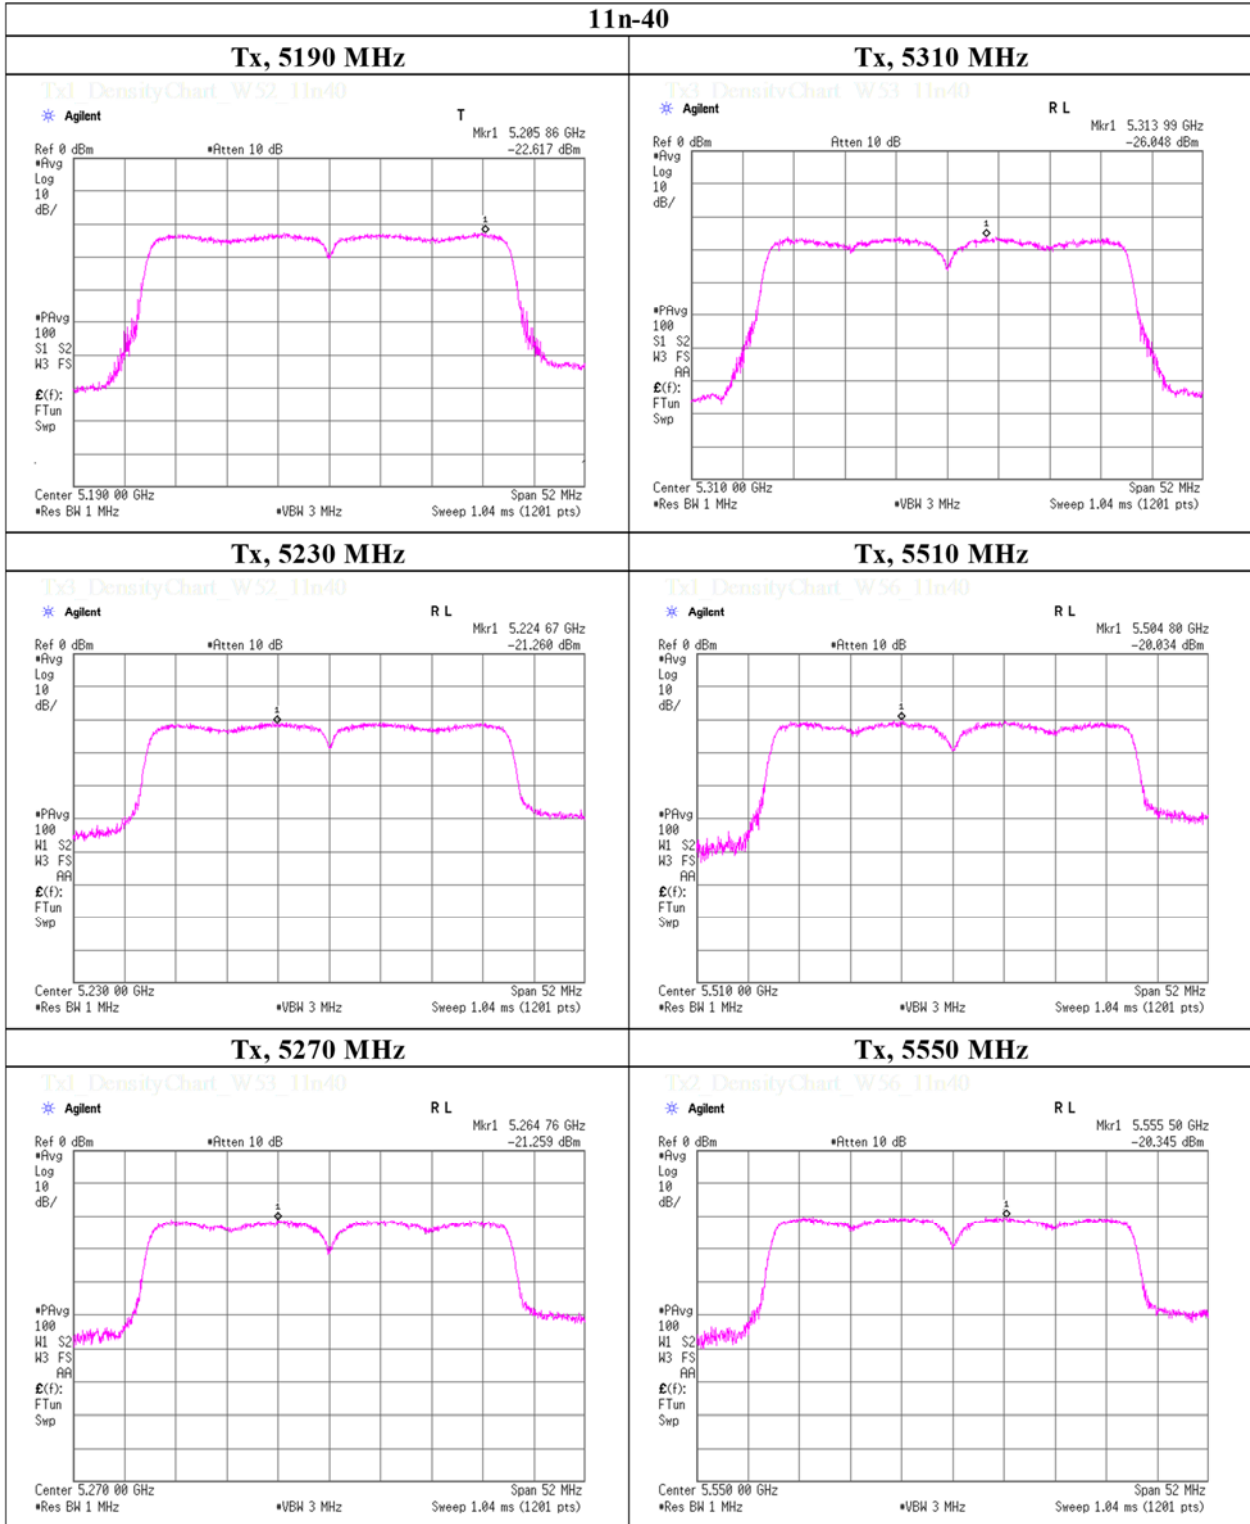 11n-40
Tx, 5190 MHz
Tx1_DensityChart_W52_11n40
Agilent
T
Mkr1 5.205 86 GHz
Ref 0 dBm
*Atten 10 dB
-22.617 dBm
*Avg
Log
10
dB/
1
*PAvg
100
S1 S2
W3 FS
£(f):
FTun
Swp
Center 5.190 00 GHz
Span 52 MHz
*Res BW 1 MHz
*VBW 3 MHz
Sweep 1.04 ms (1201 pts)
Tx, 5310 MHz
Tx3_DensityChart_W53_11n40
Agilent
R L
Mkr1 5.313 99 GHz
Ref 0 dBm
Atten 10 dB
-26.048 dBm
*Avg
Log
10
dB/
1
*PAvg
100
S1 S2
W3 FS
AA
£(f):
FTun
Swp
Center 5.310 00 GHz
Span 52 MHz
*Res BW 1 MHz
*VBW 3 MHz
Sweep 1.04 ms (1201 pts)
Tx, 5230 MHz
Tx3_DensityChart_W52_11n40
Agilent
R L
Mkr1 5.224 67 GHz
Ref 0 dBm
*Atten 10 dB
-21.260 dBm
*Avg
Log
10
dB/
1
*PAvg
100
W1 S2
W3 FS
AA
£(f):
FTun
Swp
Center 5.230 00 GHz
Span 52 MHz
*Res BW 1 MHz
*VBW 3 MHz
Sweep 1.04 ms (1201 pts)
Tx, 5510 MHz
Tx1_DensityChart_W56_11n40
Agilent
R L
Mkr1 5.504 80 GHz
Ref 0 dBm
*Atten 10 dB
-20.034 dBm
*Avg
Log
10
dB/
1
*PAvg
100
W1 S2
W3 FS
AA
£(f):
FTun
Swp
Center 5.510 00 GHz
Span 52 MHz
*Res BW 1 MHz
*VBW 3 MHz
Sweep 1.04 ms (1201 pts)
Tx, 5270 MHz
Tx1_DensityChart_W53_11n40
Agilent
R L
Mkr1 5.264 76 GHz
Ref 0 dBm
*Atten 10 dB
-21.259 dBm
*Avg
Log
10
dB/
1
*PAvg
100
W1 S2
W3 FS
AA
£(f):
FTun
Swp
Center 5.270 00 GHz
Span 52 MHz
*Res BW 1 MHz
*VBW 3 MHz
Sweep 1.04 ms (1201 pts)
Tx, 5550 MHz
Tx2_DensityChart_W56_11n40
Agilent
R L
Mkr1 5.555 50 GHz
Ref 0 dBm
*Atten 10 dB
-20.345 dBm
*Avg
Log
10
dB/
1
*PAvg
100
W1 S2
W3 FS
AA
£(f):
FTun
Swp
Center 5.550 00 GHz
Span 52 MHz
*Res BW 1 MHz
*VBW 3 MHz
Sweep 1.04 ms (1201 pts)